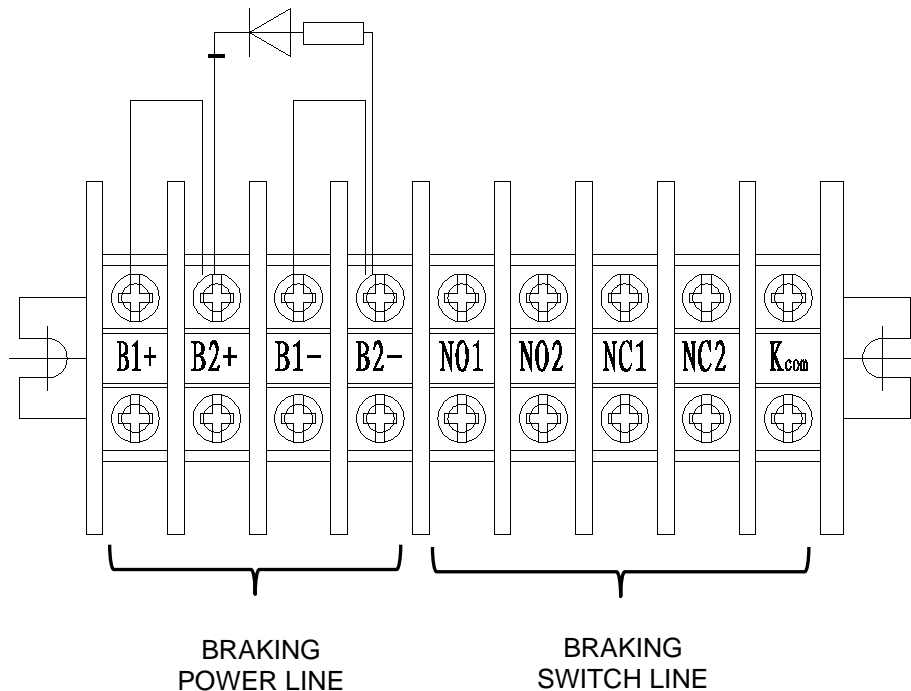 B1+ B2+ B1- B2- NO1 NO2 NC1 NC2 Kcom
BRAKING
POWER LINE
BRAKING
SWITCH LINE